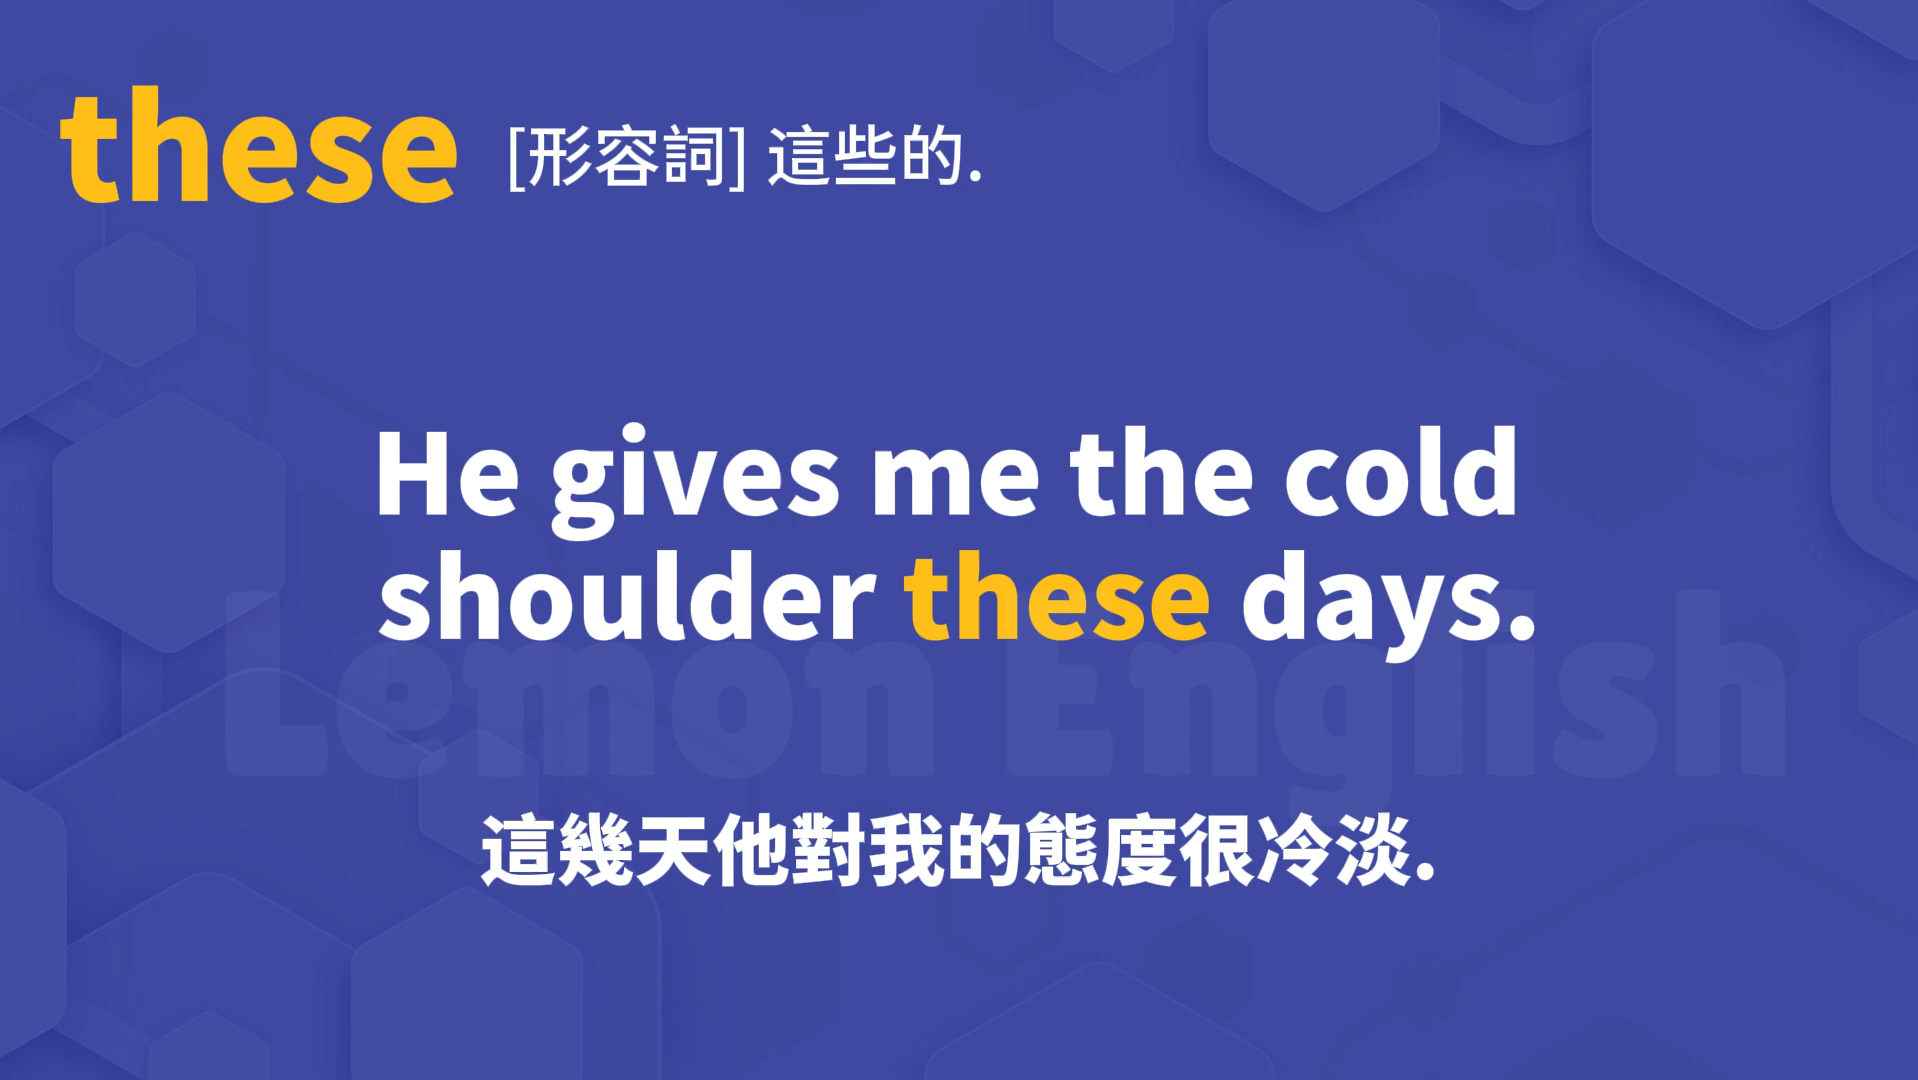 these [形容詞] 這些的.
He gives me the cold
shoulder these days.
Lemon English
這幾天他對我的態度很冷淡.